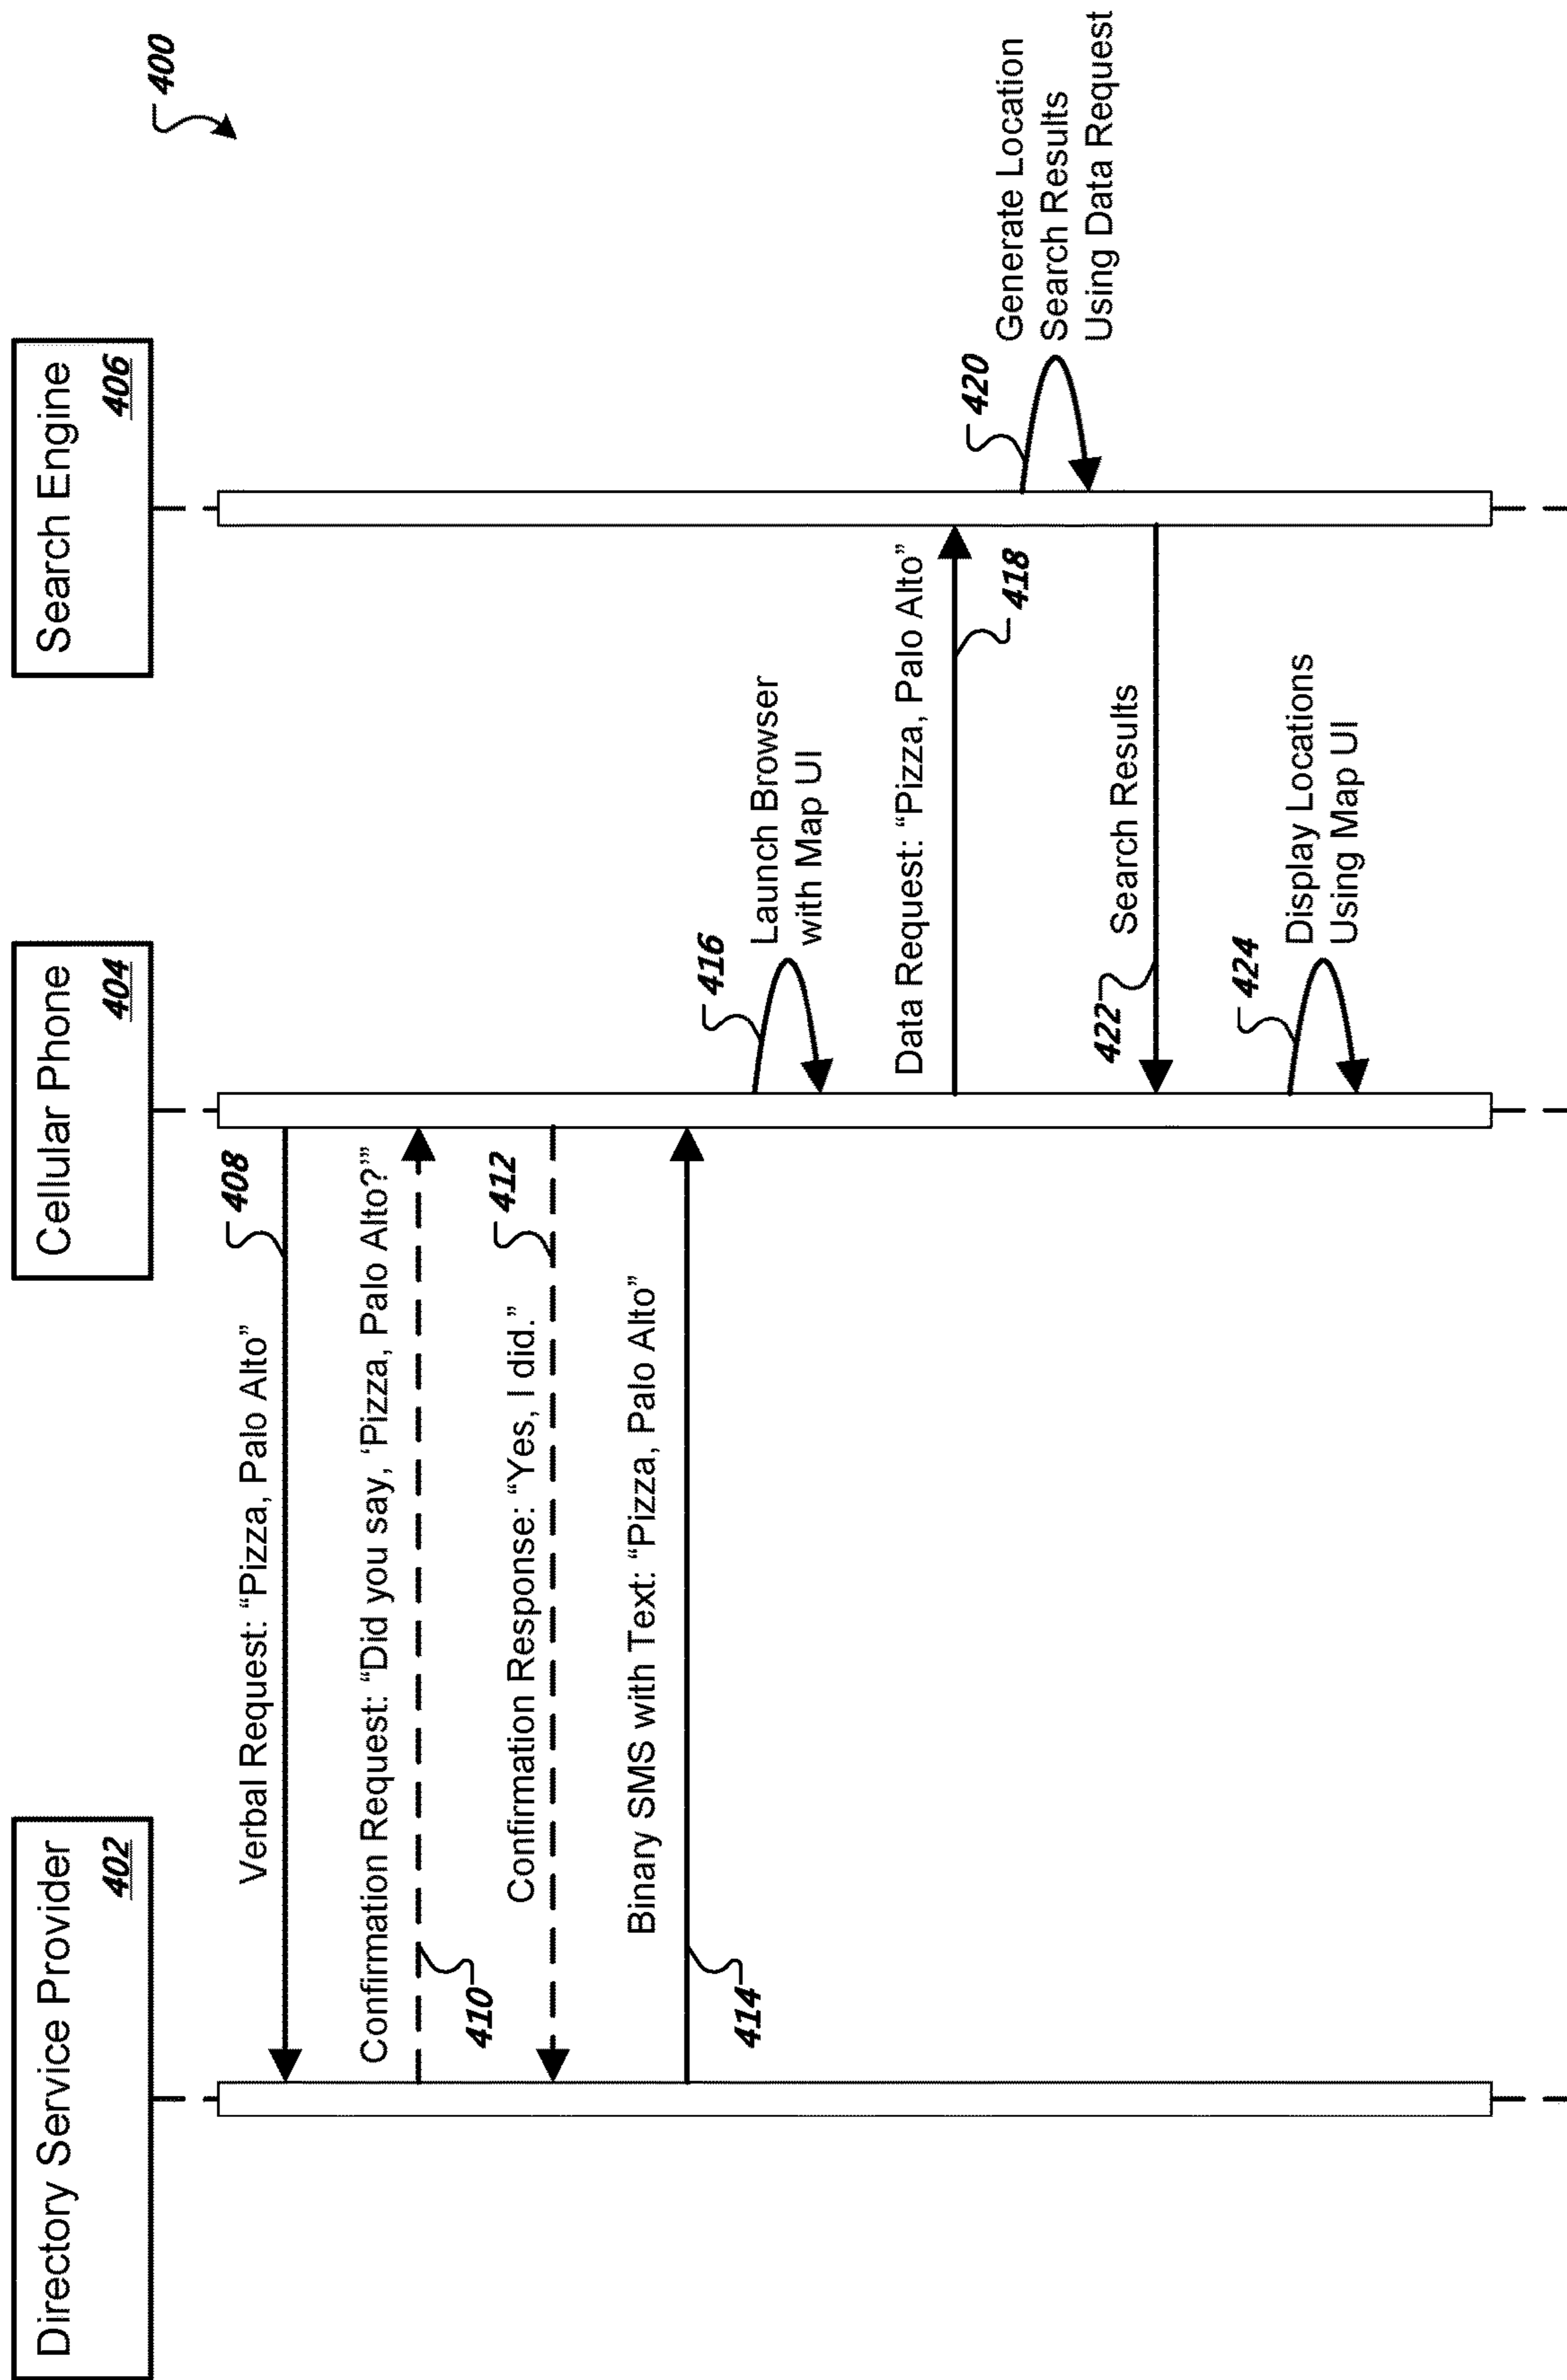 400
Directory Service Provider
402
Cellular Phone
404
Search Engine
406
Verbal Request: “Pizza, Palo Alto”
408
Confirmation Request: “Did you say, ‘Pizza, Palo Alto?’”
410
Confirmation Response: “Yes, I did.”
412
Binary SMS with Text: “Pizza, Palo Alto”
414
416
Launch Browser
with Map UI
Data Request: “Pizza, Palo Alto”
418
420
Generate Location
Search Results
Using Data Request
Search Results
422
424
Display Locations
Using Map UI